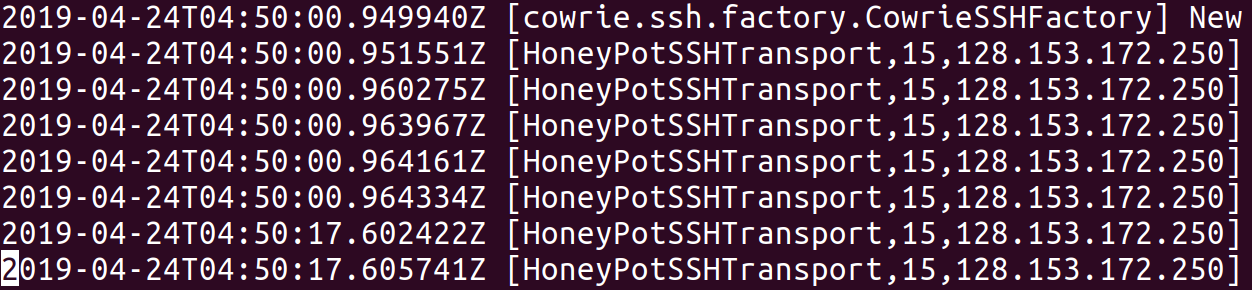 2019-04-24T04:50:00.949940Z [cowrie.ssh.factory.CowrieSSHFactory] New
2019-04-24T04:50:00.951551Z [HoneyPotSSHTransport,15,128.153.172.250]
2019-04-24T04:50:00.960275Z [HoneyPotSSHTransport,15,128.153.172.250]
2019-04-24T04:50:00.963967Z [HoneyPotSSHTransport,15,128.153.172.250]
2019-04-24T04:50:00.964161Z [HoneyPotSSHTransport,15,128.153.172.250]
2019-04-24T04:50:00.964334Z [HoneyPotSSHTransport,15,128.153.172.250]
2019-04-24T04:50:17.602422Z [HoneyPotSSHTransport,15,128.153.172.250]
2019-04-24T04:50:17.605741Z [HoneyPotSSHTransport,15,128.153.172.250]